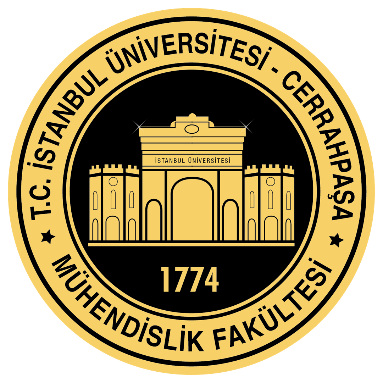 T.C. İSTANBUL ÜNİVERSİTESİ - CERRAHPAŞA
İSTANBUL ÜNİVERSİTESİ
1774
MÜHENDİSLİK FAKÜLTESİ